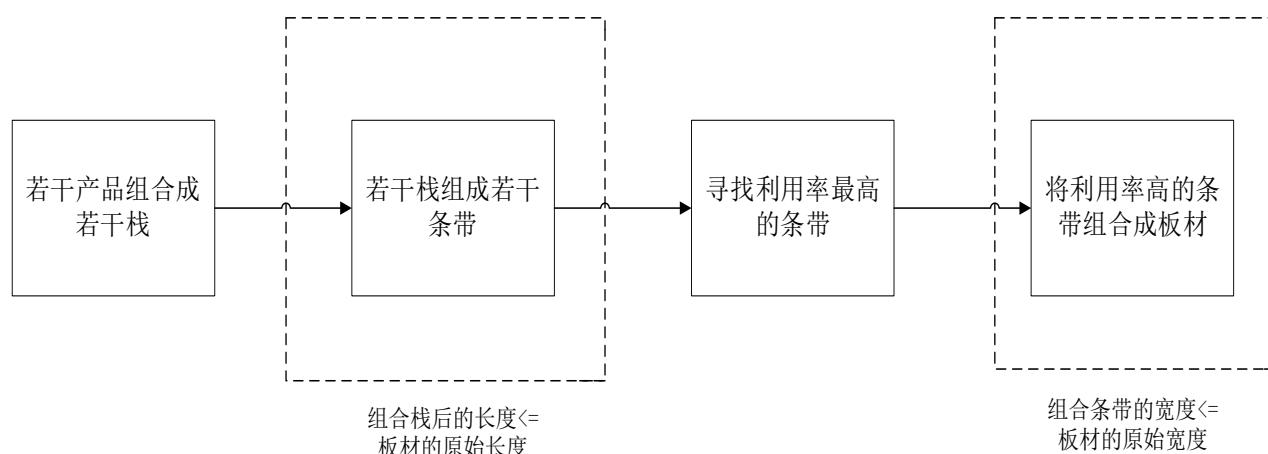 若干产品组合成
若干栈
若干栈组成若干
条带
寻找利用率最高
的条带
将利用率高的条
带组合成板材
组合栈后的长度<=
板材的原始长度
组合条带的宽度<=
板材的原始宽度